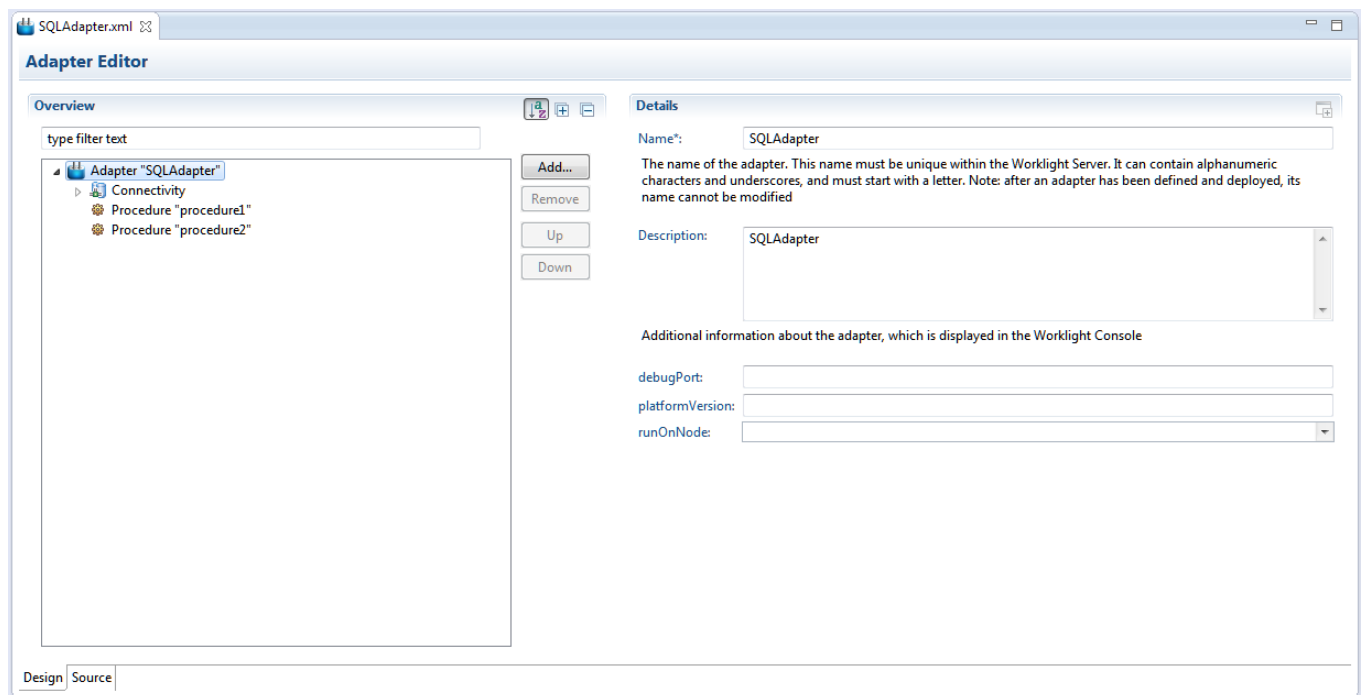 SQLAdapter.xml
Adapter Editor
Overview
type filter text
Adapter "SQLAdapter"
Connectivity
Procedure "procedure1"
Procedure "procedure2"
Add...
Remove
Up
Down
Details
Name*:
SQLAdapter
The name of the adapter. This name must be unique within the Worklight Server. It can contain alphanumeric
characters and underscores, and must start with a letter. Note: after an adapter has been defined and deployed, its
name cannot be modified
Description:
SQLAdapter
Additional information about the adapter, which is displayed in the Worklight Console
debugPort:
platformVersion:
runOnNode:
Design
Source